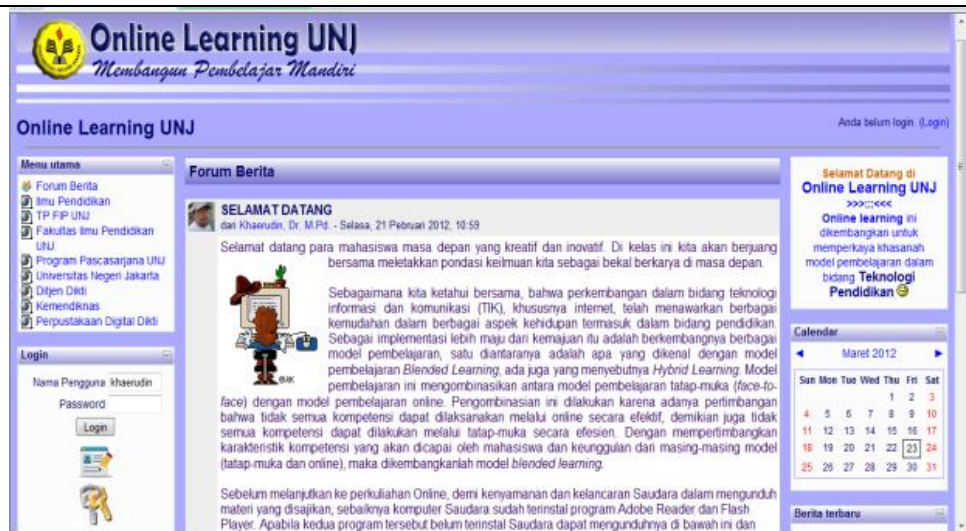 Online Learning UNJ
Membangun Pembelajar Mandiri
Online Learning UNJ
Anda belum login. (Login)
Menu utama
Forum Berita
Ilmu Pendidikan
TP FIP UNJ
Fakultas Ilmu Pendidikan
UNJ
Program Pascasarjana UNJ
Universitas Negeri Jakarta
Ditjen Dikti
Kemendiknas
Perpustakaan Digital Dikti
Login
Nama Pengguna khaerudin
Password
Login
Forum Berita
SELAMAT DATANG
dari Khaerudin, Dr. M.Pd. - Selasa, 21 Pebruari 2012, 10:59
Selamat datang para mahasiswa masa depan yang kreatif dan inovatif. Di kelas ini kita akan berjuang
bersama meletakkan pondasi keilmuan kita sebagai bekal berkarya di masa depan.
Sebagaimana kita ketahui bersama, bahwa perkembangan dalam bidang teknologi
informasi dan komunikasi (TIK), khususnya internet, telah menawarkan berbagai
kemudahan dalam berbagai aspek kehidupan termasuk dalam bidang pendidikan.
Sebagai implementasi lebih maju dari kemajuan itu adalah berkembangnya berbagai
model pembelajaran, satu diantaranya adalah apa yang dikenal dengan model
pembelajaran Blended Learning, ada juga yang menyebutnya Hybrid Learning. Model
pembelajaran ini mengombinasikan antara model pembelajaran tatap-muka (face-to-
face) dengan model pembelajaran online. Pengombinasian ini dilakukan karena adanya pertimbangan
bahwa tidak semua kompetensi dapat dilaksanakan melalui online secara efektif, demikian juga tidak
semua kompetensi dapat dilakukan melalui tatap-muka secara efesien. Dengan mempertimbangkan
karakteristik kompetensi yang akan dicapai oleh mahasiswa dan keunggulan dari masing-masing model
(tatap-muka dan online), maka dikembangkanlah model blended learning.
Sebelum melanjutkan ke perkuliahan Online, demi kenyamanan dan kelancaran Saudara dalam mengunduh
materi yang disajikan, sebaiknya komputer Saudara sudah terinstal program Adobe Reader dan Flash
Player. Apabila kedua program tersebut belum terinstal Saudara dapat mengunduhnya di bawah ini dan
Selamat Datang di
Online Learning UNJ
>>>:::<<<
Online learning ini
dikembangkan untuk
memperkaya khasanah
model pembelajaran dalam
bidang Teknologi
Pendidikan
Calendar
◄ Maret 2012 ►
Sun Mon Tue Wed Thu Fri Sat
1 2 3
4 5 6 7 8 9 10
11 12 13 14 15 16 17
18 19 20 21 22 23 24
25 26 27 28 29 30 31
Berita terbaru